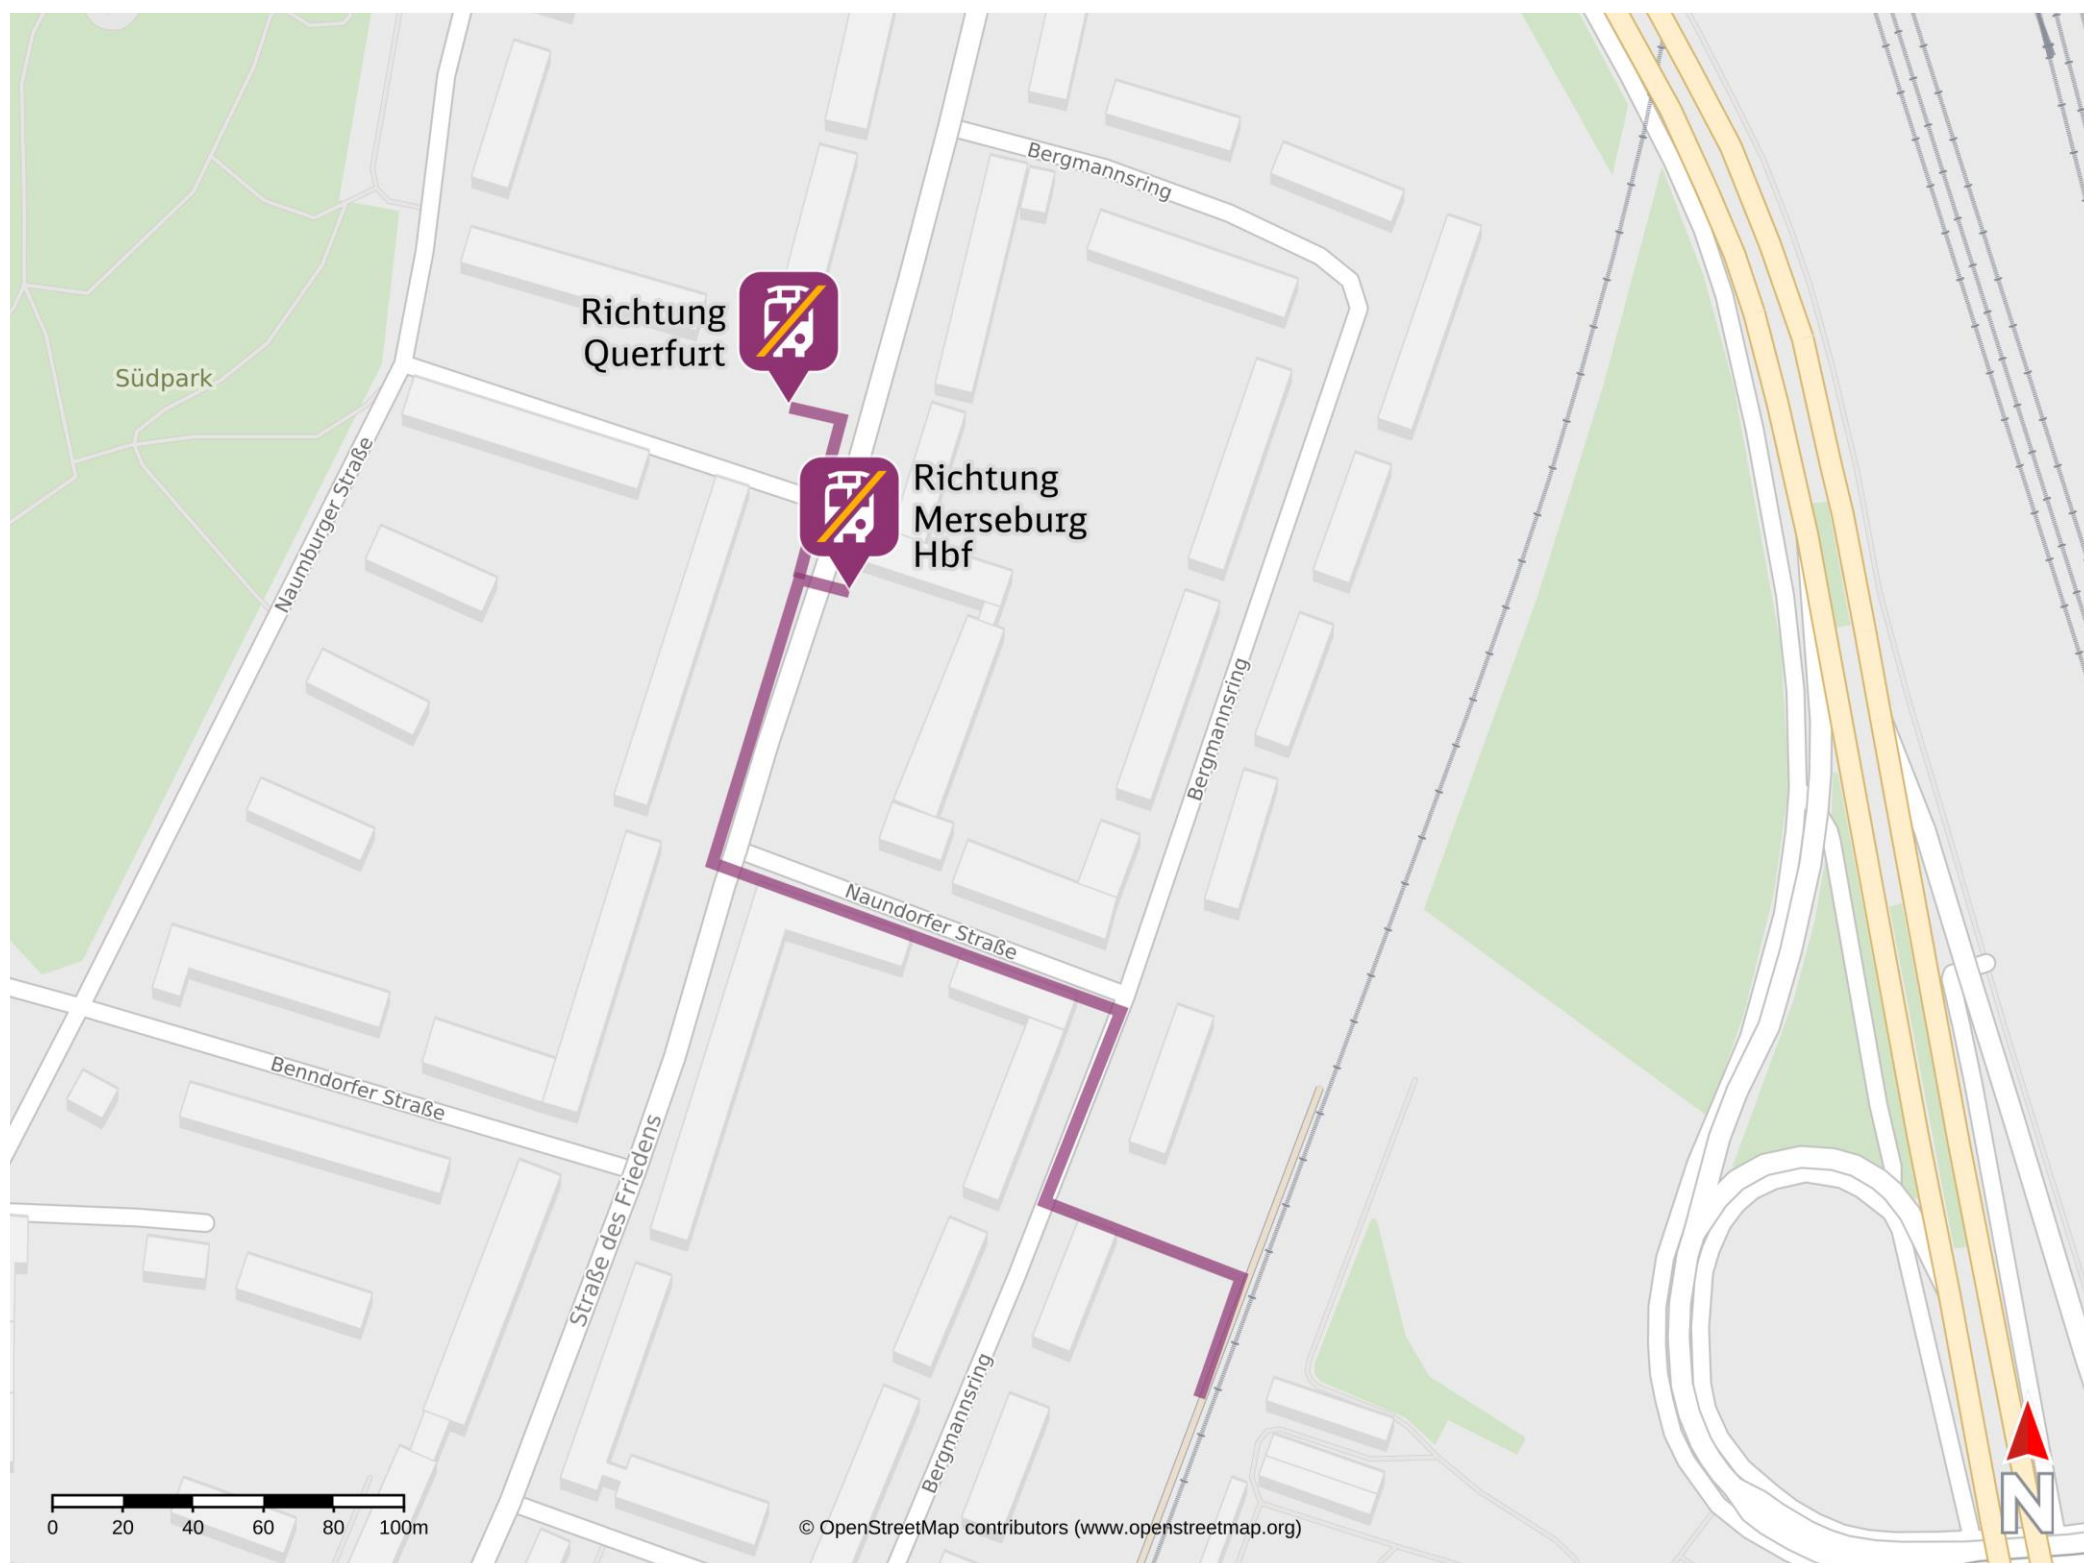 Bergmannsring
Richtung
Querfurt
Südpark
Richtung
Merseburg
Hbf
Naumburger Straße
Bergmannsring
Naundorfer Straße
Benndorfer Straße
Straße des Friedens
Bergmannsring
0 20 40 60 80 100m
© OpenStreetMap contributors (www.openstreetmap.org)
N